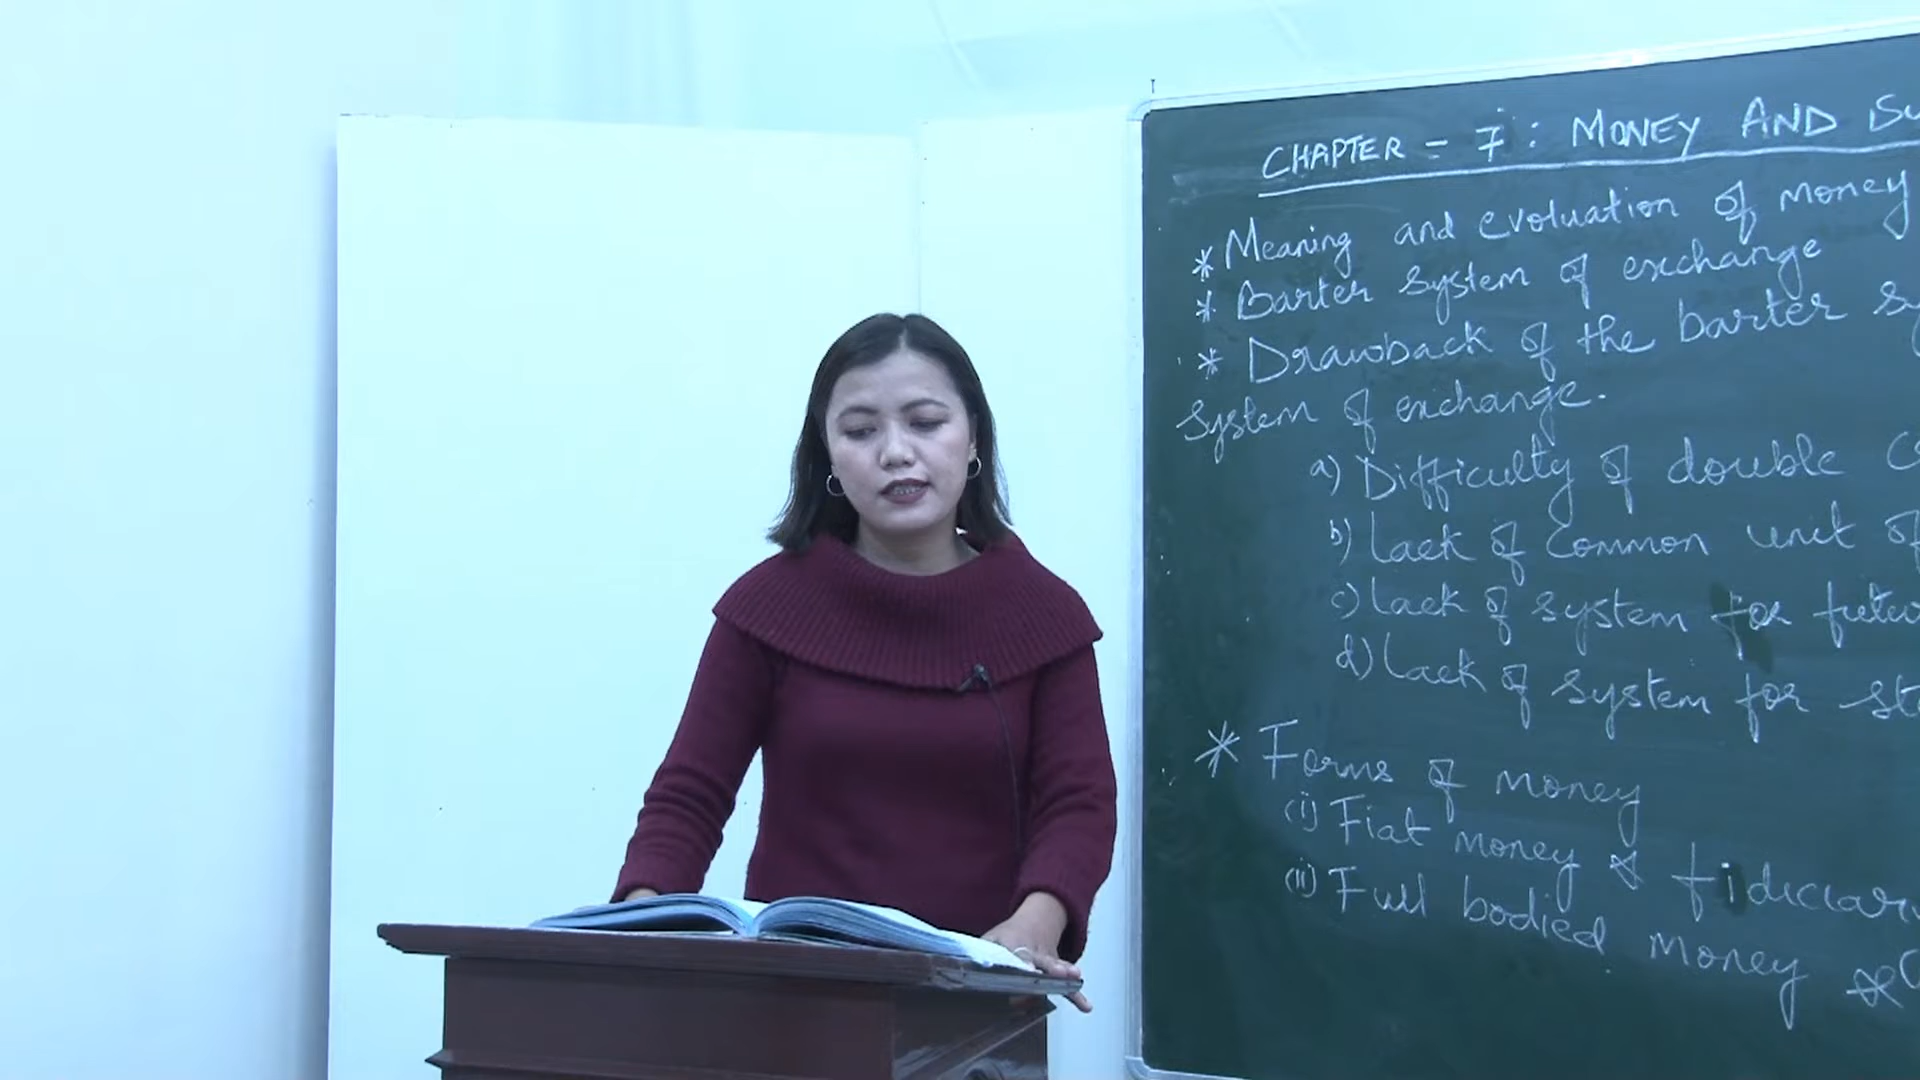 CHAPTER - 7: MONEY AND
* Meaning and evoluation of money
* Barter system of exchange
* Drawback of the barter
system of exchange.
a) Difficulty of double
b) Lack of common unit of
c) Lack of system for
d) Lack of system for
* Forms of money
(i) Fiat money &
(ii) Full bodied money &